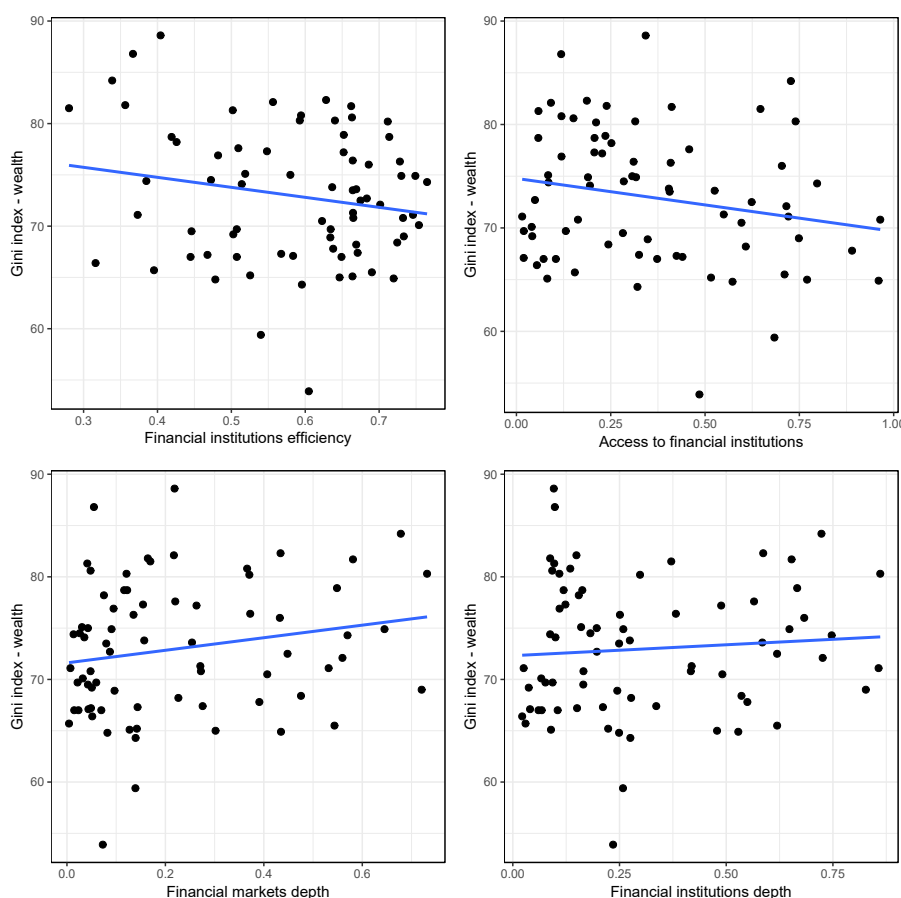 Gini index - wealth
90
80
70
60
0.3 0.4 0.5 0.6 0.7
Financial institutions efficiency
Gini index - wealth
90
80
70
60
0.00 0.25 0.50 0.75 1.00
Access to financial institutions
Gini index - wealth
90
80
70
60
0.0 0.2 0.4 0.6
Financial markets depth
Gini index - wealth
90
80
70
60
0.00 0.25 0.50 0.75
Financial institutions depth